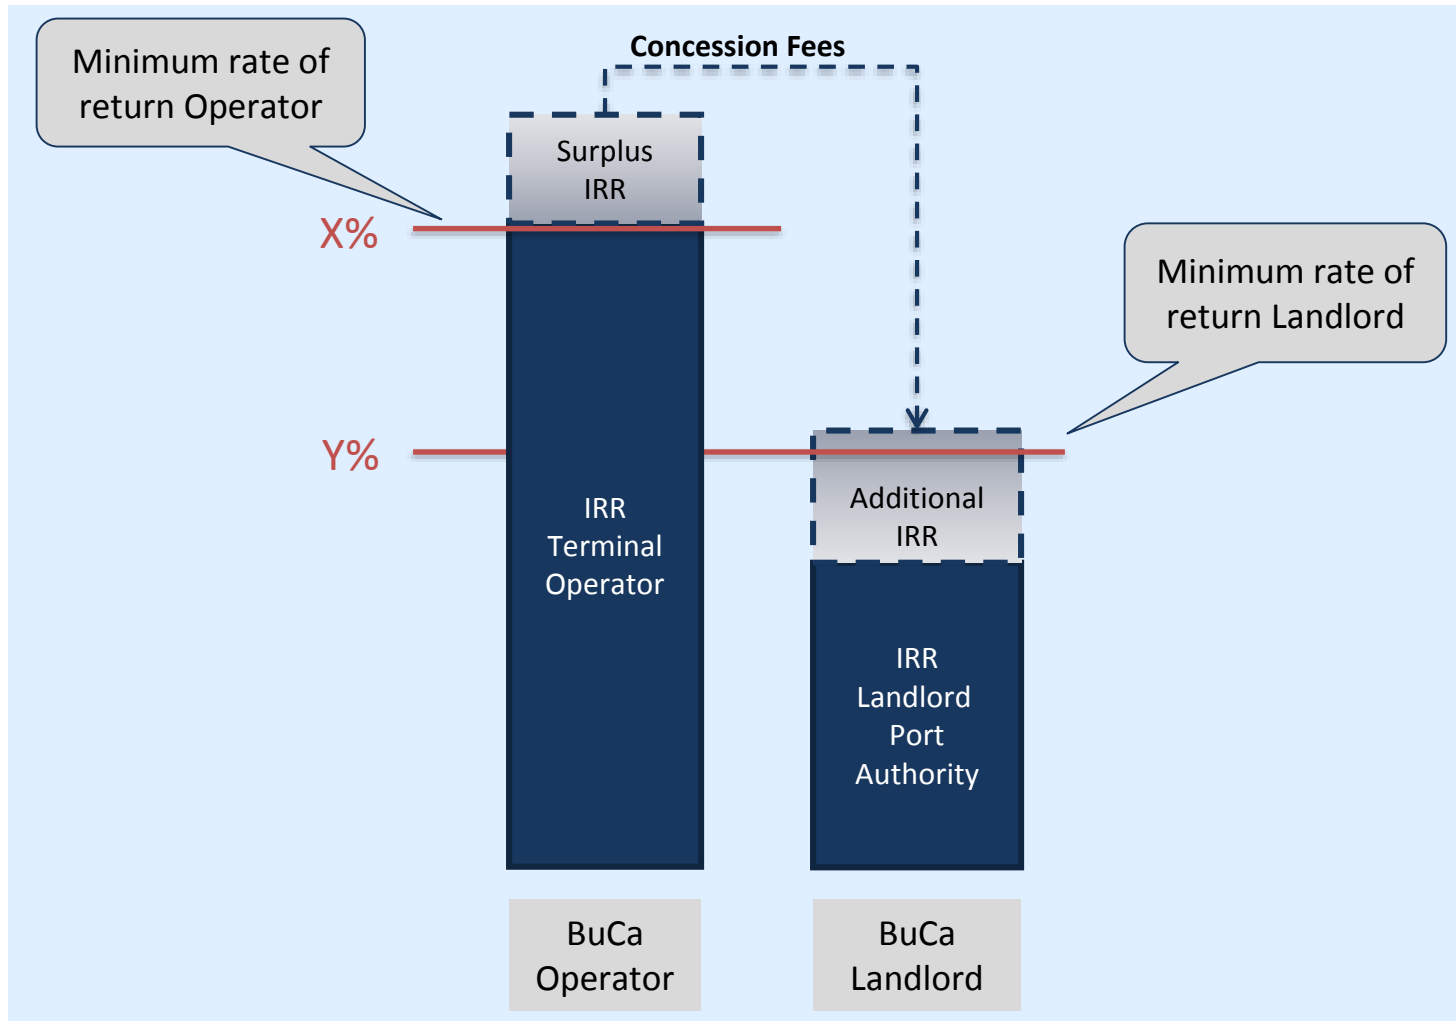 Concession Fees
Minimum rate of
return Operator
Surplus
IRR
X%
Minimum rate of
return Landlord
Y%
IRR
Terminal
Operator
Additional
IRR
IRR
Landlord
Port
Authority
BuCa
Operator
BuCa
Landlord